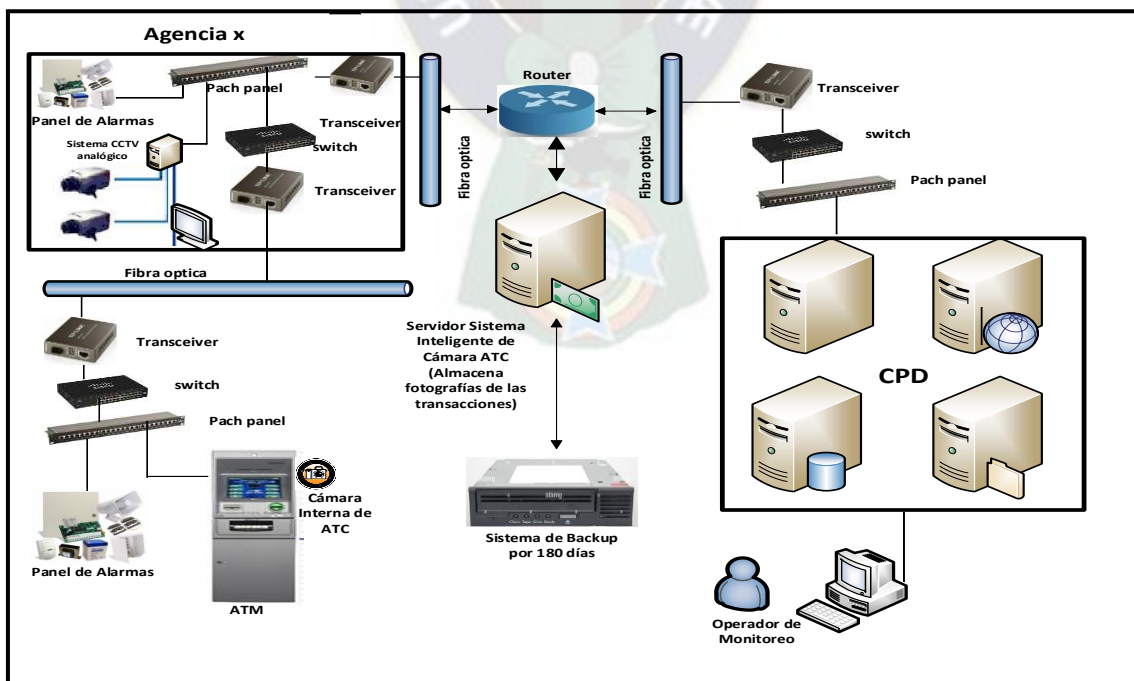 Agencia x
Pach panel
Panel de Alarmas
Transceiver
Sistema CCTV
analógico
switch
Transceiver
Fibra optica
Router
Fibra optica
Transceiver
switch
Pach panel
Fibra optica
Transceiver
switch
Pach panel
Panel de Alarmas
ATM
Cámara
Interna de
ATC
Servidor Sistema
Inteligente de
Cámara ATC
(Almacena
fotografías de las
transacciones)
Sistema de Backup
por 180 días
CPD
Operador de
Monitoreo